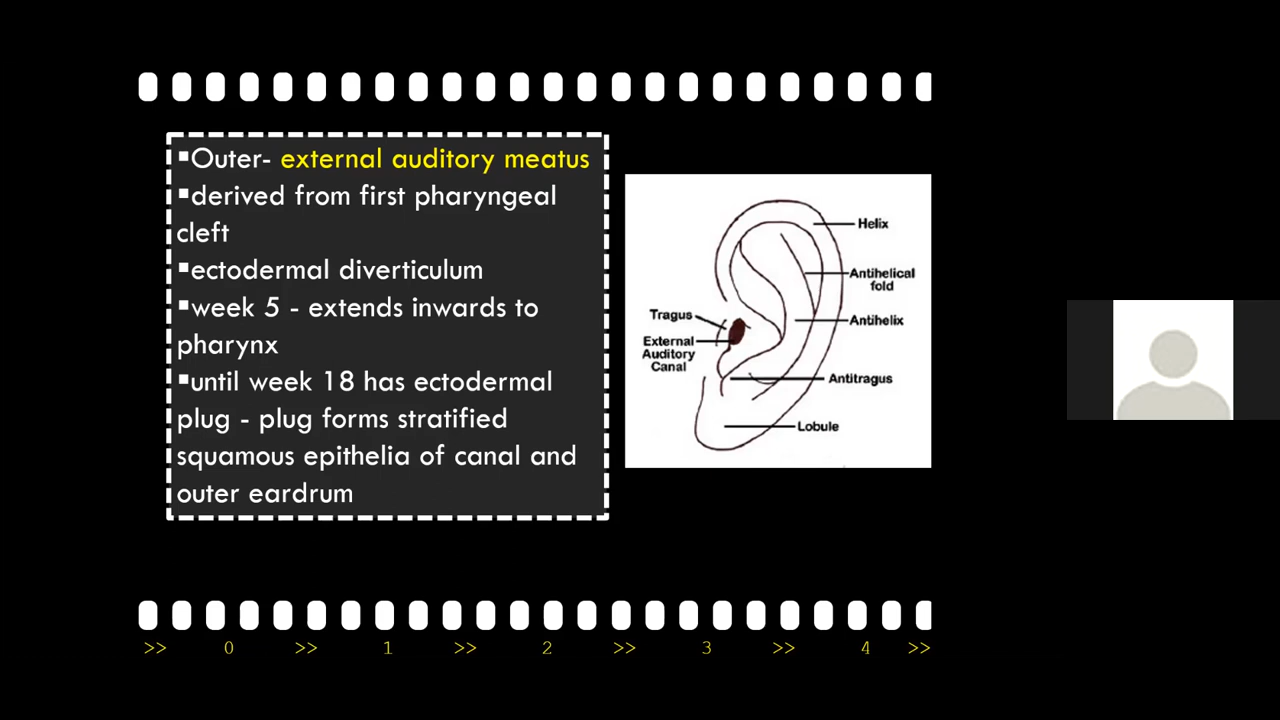 ▪Outer- external auditory meatus
▪derived from first pharyngeal
cleft
▪ectodermal diverticulum
▪week 5 - extends inwards to
pharynx
▪until week 18 has ectodermal
plug - plug forms stratified
squamous epithelia of canal and
outer eardrum
Helix
Antihelical
fold
Tragus
Antihelix
External
Auditory
Canal
Antitragus
Lobule
>> 0 >> 1 >> 2 >> 3 >> 4 >>